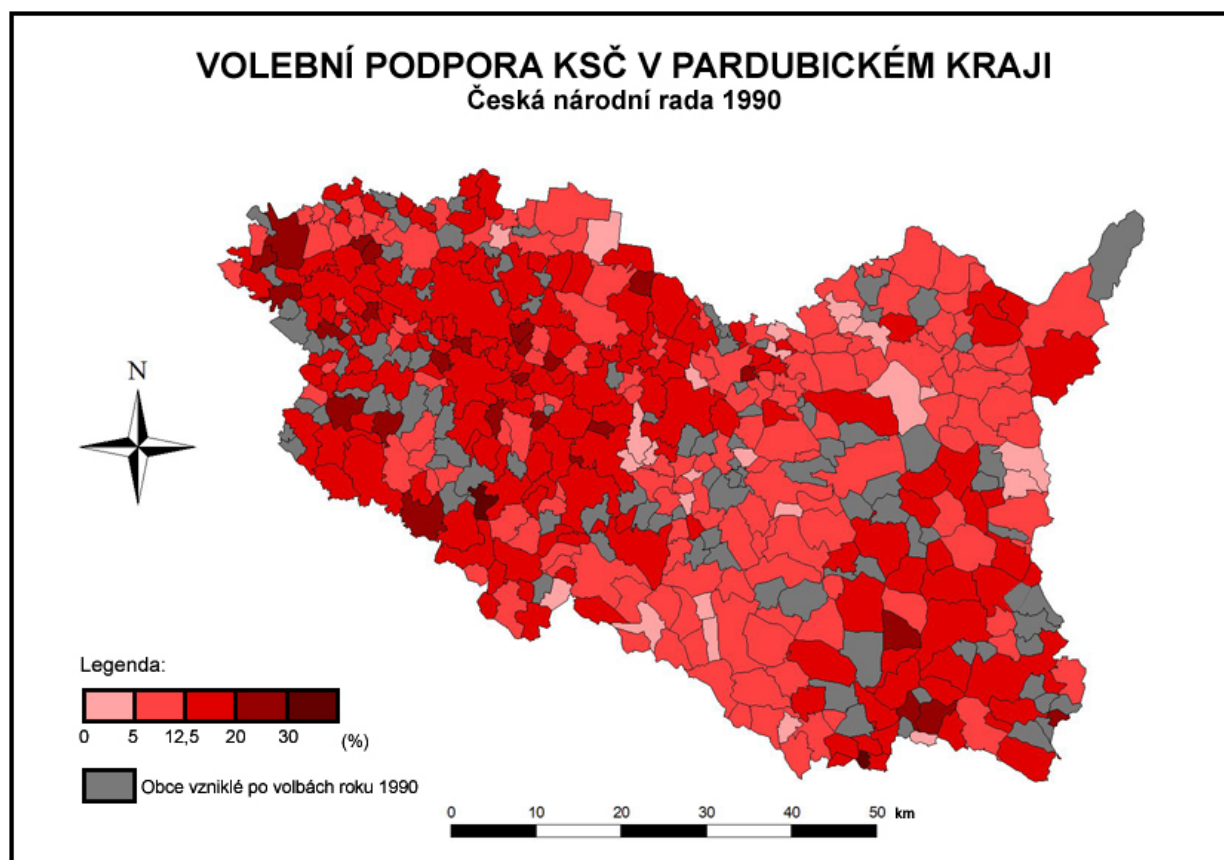 VOLEBNÍ PODPORA KSČ V PARDUBICKÉM KRAJI
Česká národní rada 1990
N
Legenda:
0 5 12,5 20 30 (%)
Obce vzniklé po volbách roku 1990
0 10 20 30 40 50 km